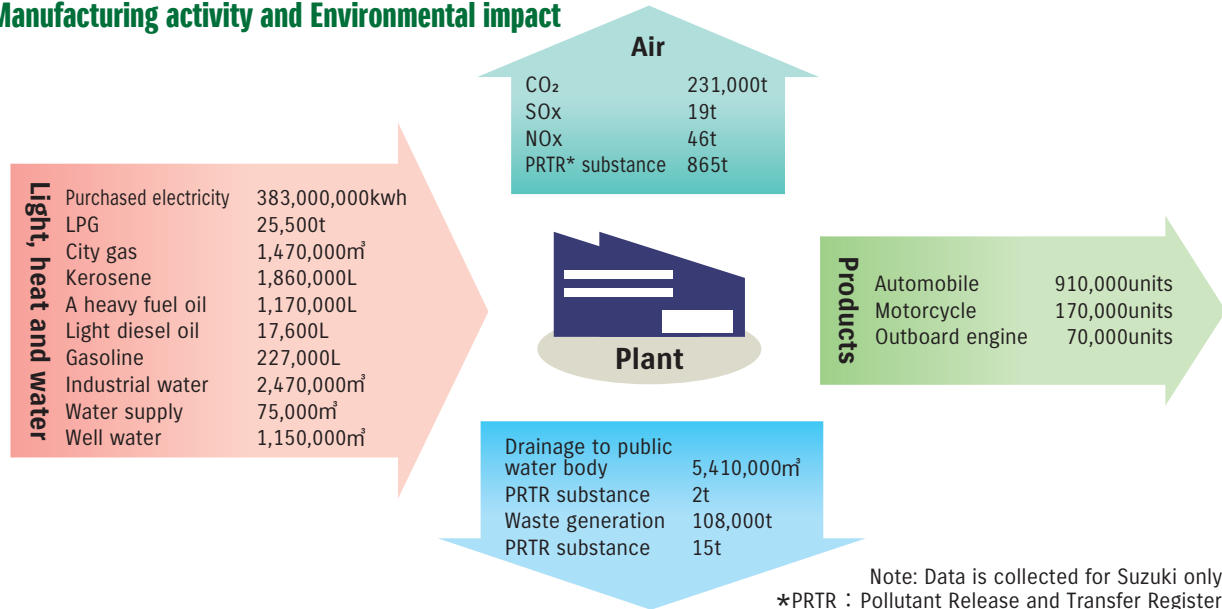 Manufacturing activity and Environmental impact
Air
CO₂ 231,000t
SOx 19t
NOx 46t
PRTR* substance 865t
Light, heat and water
Purchased electricity 383,000,000kwh
LPG 25,500t
City gas 1,470,000㎥
Kerosene 1,860,000L
A heavy fuel oil 1,170,000L
Light diesel oil 17,600L
Gasoline 227,000L
Industrial water 2,470,000㎥
Water supply 75,000㎥
Well water 1,150,000㎥
Plant
Products
Automobile 910,000units
Motorcycle 170,000units
Outboard engine 70,000units
Drainage to public
water body 5,410,000㎥
PRTR substance 2t
Waste generation 108,000t
PRTR substance 15t
Note: Data is collected for Suzuki only
*PRTR：Pollutant Release and Transfer Register